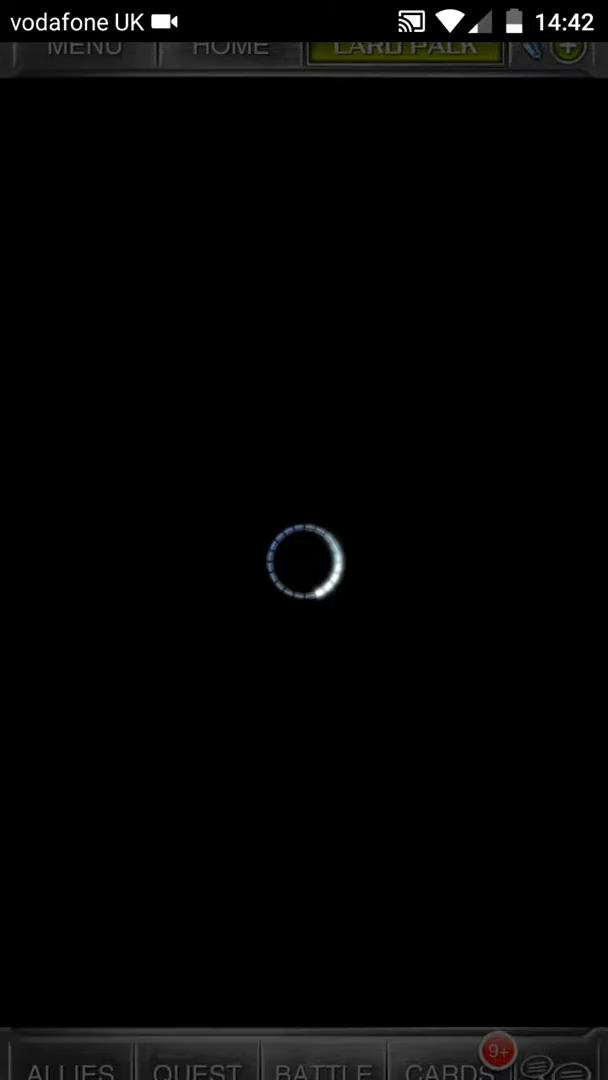 vodafone UK 14:42
MENU HOME CARD PACK
9+
ALLIES QUEST BATTLE CARDS